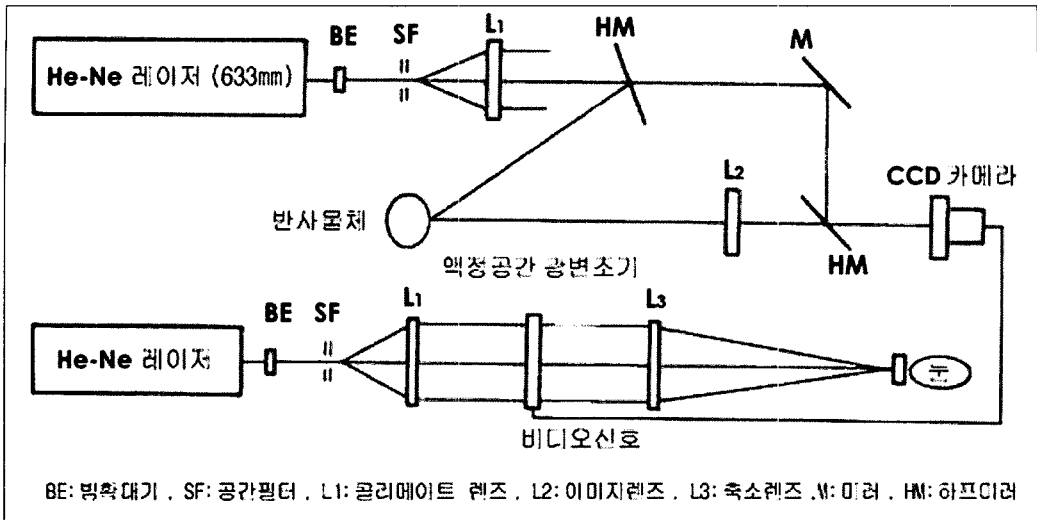 BE SF L1 HM M
He-Ne 레이저 (633mm)
L2 CCD 카메라
반사물체
액정공간 광변조기 HM
BE SF L1 L3
He-Ne 레이저
눈
비디오신호
BE: 빔확대기 , SF: 공간필터 , L1: 콜리메이트 렌즈 , L2: 이미지렌즈 , L3: 축소렌즈 ,M: 미러 , HM: 하프미러